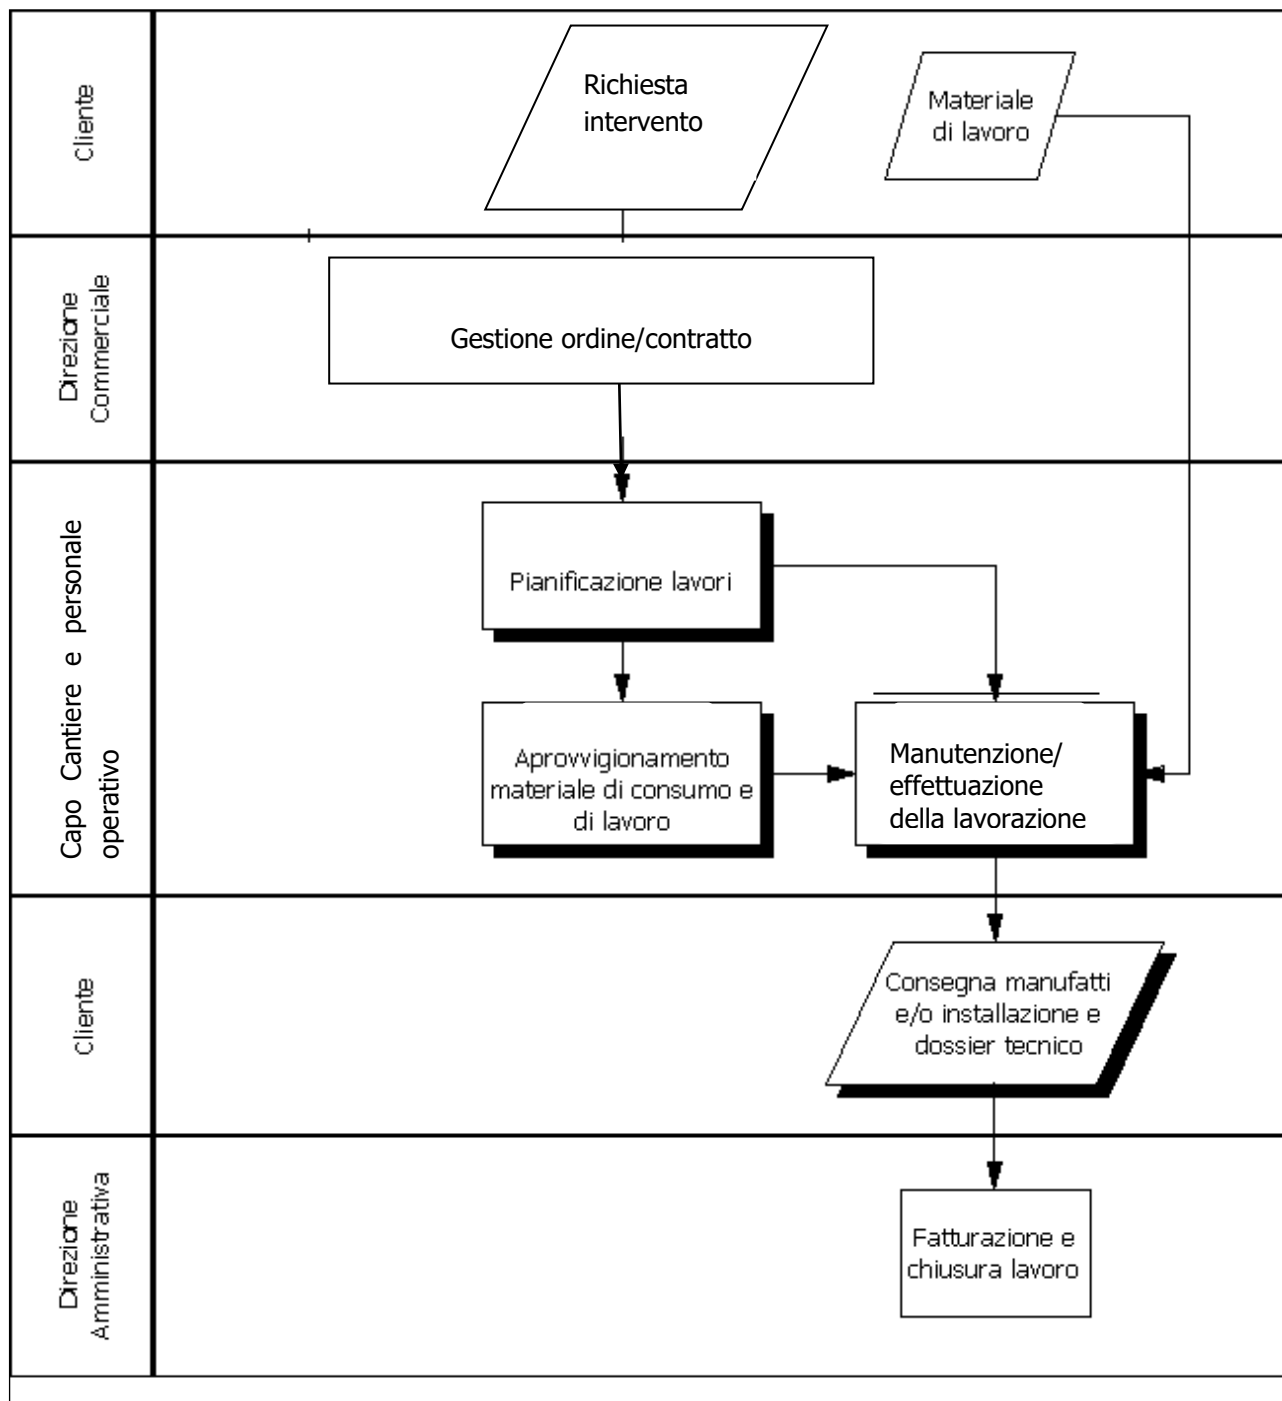 Cliente
Richiesta
intervento
Materiale
di lavoro
Direzione
Commerciale
Gestione ordine/contratto
Capo Cantiere e personale
operativo
Pianificazione lavori
Aprovvigionamento
materiale di consumo e
di lavoro
Manutenzione/
effettuazione
della lavorazione
Cliente
Consegna manufatti
e/o installazione e
dossier tecnico
Direzione
Amministrativa
Fatturazione e
chiusura lavoro